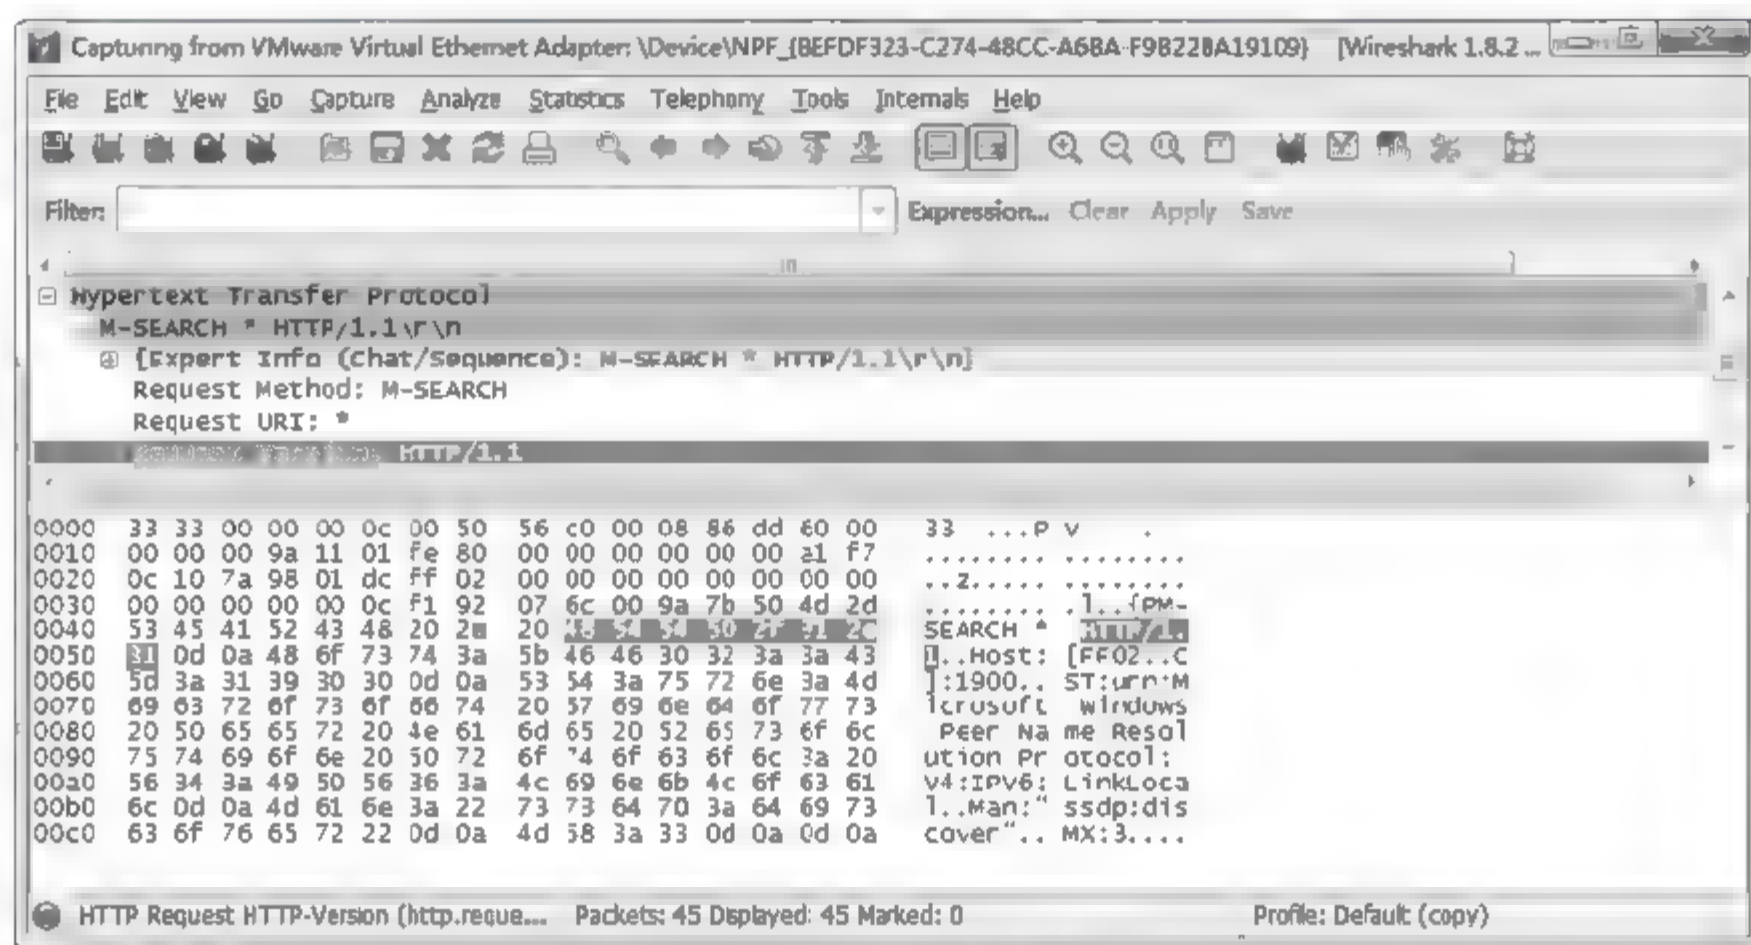 Capturing from VMware Virtual Ethernet Adapter: \Device\NPF_{BEFDF323-C274-48CC-A6BA-F9B22BA19109} [Wireshark 1.8.2 ...
File Edit View Go Capture Analyze Statistics Telephony Tools Internals Help
Filter: Expression... Clear Apply Save
Hypertext Transfer Protocol
M-SEARCH * HTTP/1.1\r\n
[Expert Info (Chat/Sequence): M-SEARCH * HTTP/1.1\r\n]
Request Method: M-SEARCH
Request URI: *
HTTP/1.1
0000 33 33 00 00 00 0c 00 50 56 c0 00 08 86 dd 60 00 33 ...P V .
0010 00 00 00 9a 11 01 fe 80 00 00 00 00 00 00 a1 f7 ........ ........
0020 0c 10 7a 98 01 dc ff 02 00 00 00 00 00 00 00 00 ..z..... ........
0030 00 00 00 00 00 0c f1 92 07 6c 00 9a 7b 50 4d 2d ........ .l..{PM-
0040 53 45 41 52 43 48 20 2a 20 48 54 54 50 2f 31 2e SEARCH * HTTP/1.
0050 31 0d 0a 48 6f 73 74 3a 5b 46 46 30 32 3a 3a 43 1..Host: [FF02..C
0060 5d 3a 31 39 30 30 0d 0a 53 54 3a 75 72 6e 3a 4d ]:1900.. ST:urn:M
0070 69 63 72 6f 73 6f 66 74 20 57 69 6e 64 6f 77 73 icrosoft windows
0080 20 50 65 65 72 20 4e 61 6d 65 20 52 65 73 6f 6c Peer Na me Resol
0090 75 74 69 6f 6e 20 50 72 6f 74 6f 63 6f 6c 3a 20 ution Pr otocol:
00a0 56 34 3a 49 50 56 36 3a 4c 69 6e 6b 4c 6f 63 61 V4:IPV6: LinkLoca
00b0 6c 0d 0a 4d 61 6e 3a 22 73 73 64 70 3a 64 69 73 l..Man:" ssdp:dis
00c0 63 6f 76 65 72 22 0d 0a 4d 58 3a 33 0d 0a 0d 0a cover".. MX:3....
HTTP Request HTTP-Version (http.reque... Packets: 45 Displayed: 45 Marked: 0 Profile: Default (copy)